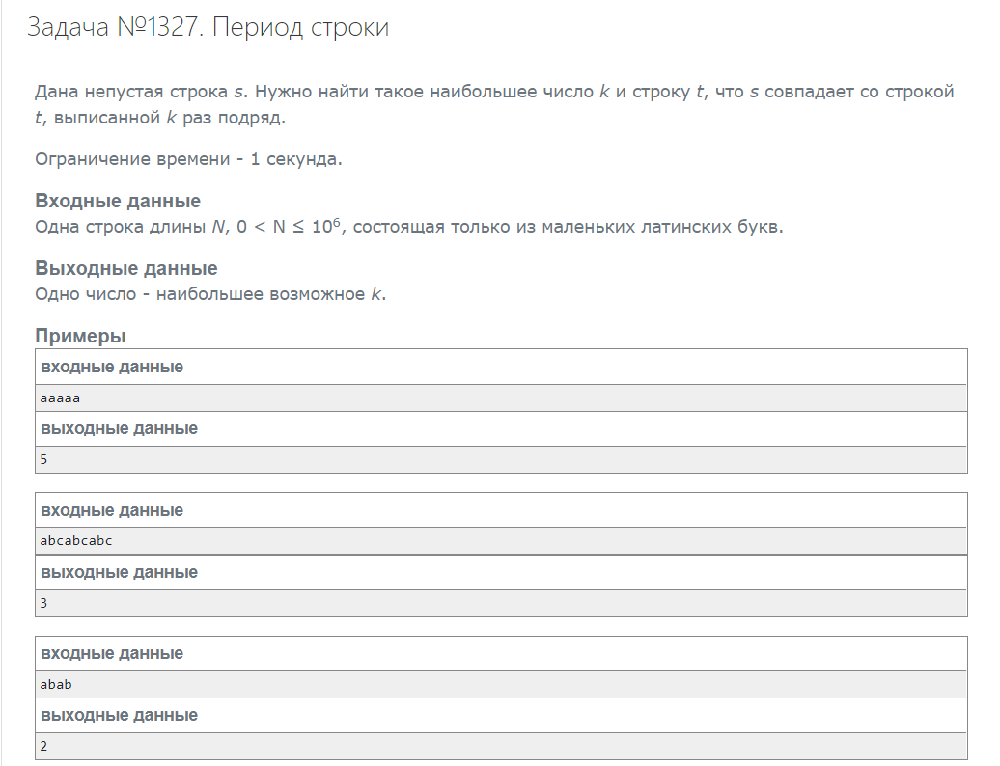 Задача №1327. Период строки
Дана непустая строка s. Нужно найти такое наибольшее число k и строку t, что s совпадает со строкой
t, выписанной k раз подряд.
Ограничение времени - 1 секунда.
Входные данные
Одна строка длины N, 0 < N ≤ 10⁶, состоящая только из маленьких латинских букв.
Выходные данные
Одно число - наибольшее возможное k.
Примеры
входные данные
aaaaa
выходные данные
5
входные данные
abcabcabc
выходные данные
3
входные данные
abab
выходные данные
2